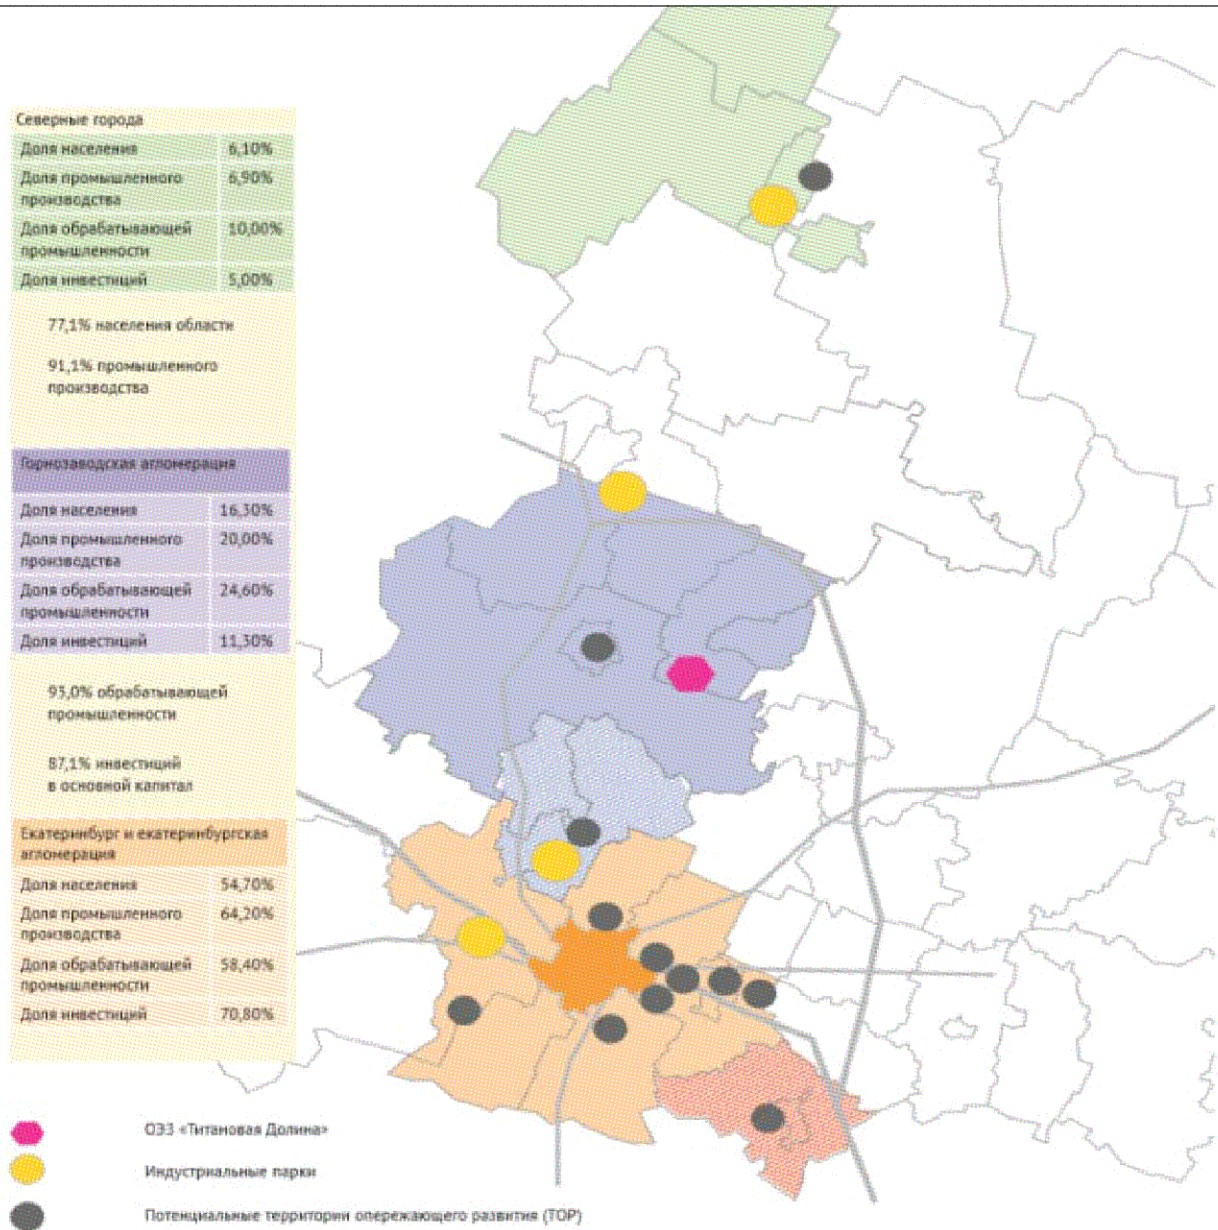 Северные города
Доля населения 6,10%
Доля промышленного 6,90%
производства
Доля обрабатывающей 10,00%
промышленности
Доля инвестиций 5,00%
77,1% населения области
91,1% промышленного
производства
Горнозаводская агломерация
Доля населения 16,30%
Доля промышленного 20,00%
производства
Доля обрабатывающей 24,60%
промышленности
Доля инвестиций 11,30%
93,0% обрабатывающей
промышленности
87,1% инвестиций
в основной капитал
Екатеринбург и екатеринбургская
агломерация
Доля населения 54,70%
Доля промышленного 64,20%
производства
Доля обрабатывающей 58,40%
промышленности
Доля инвестиций 70,80%
ОЭЗ «Титановая Долина»
Индустриальные парки
Потенциальные территории опережающего развития (ТОР)